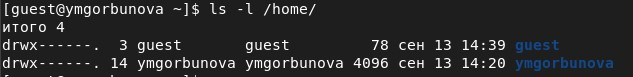 [guest@ymgorbunova ~]$ ls -l /home/
итого 4
drwx------.  3 guest       guest         78 сен 13 14:39 guest
drwx------. 14 ymgorbunova ymgorbunova 4096 сен 13 14:20 ymgorbunova